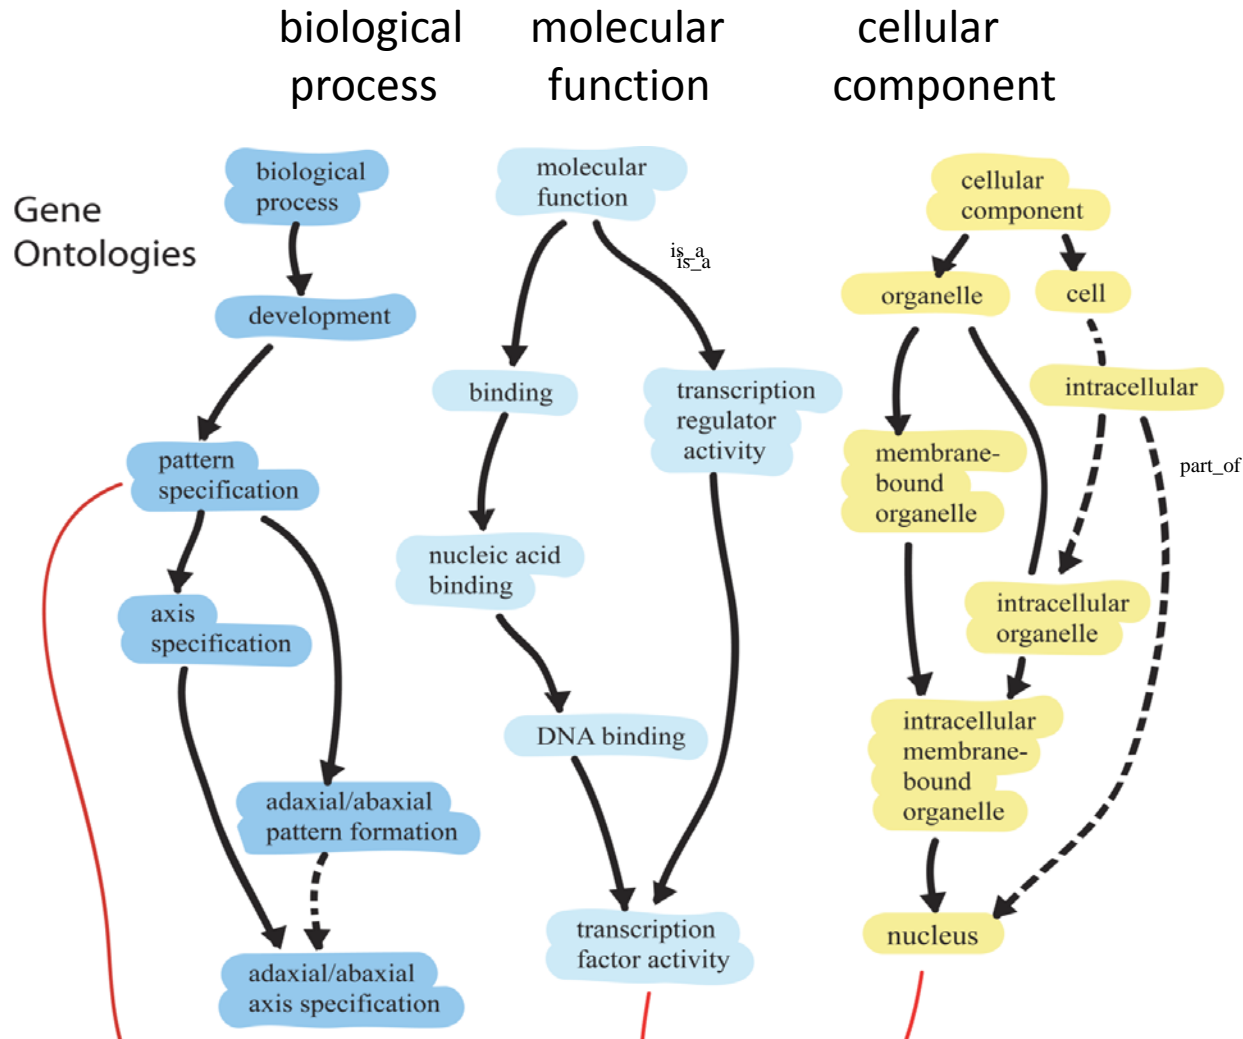 biological
process
molecular
function
cellular
component
Gene
Ontologies
biological
process
development
pattern
specification
axis
specification
adaxial/abaxial
pattern formation
adaxial/abaxial
axis specification
molecular
function
is_a
is_a
binding
transcription
regulator
activity
nucleic acid
binding
DNA binding
transcription
factor activity
cellular
component
organelle
cell
intracellular
part_of
membrane-
bound
organelle
intracellular
organelle
intracellular
membrane-
bound
organelle
nucleus